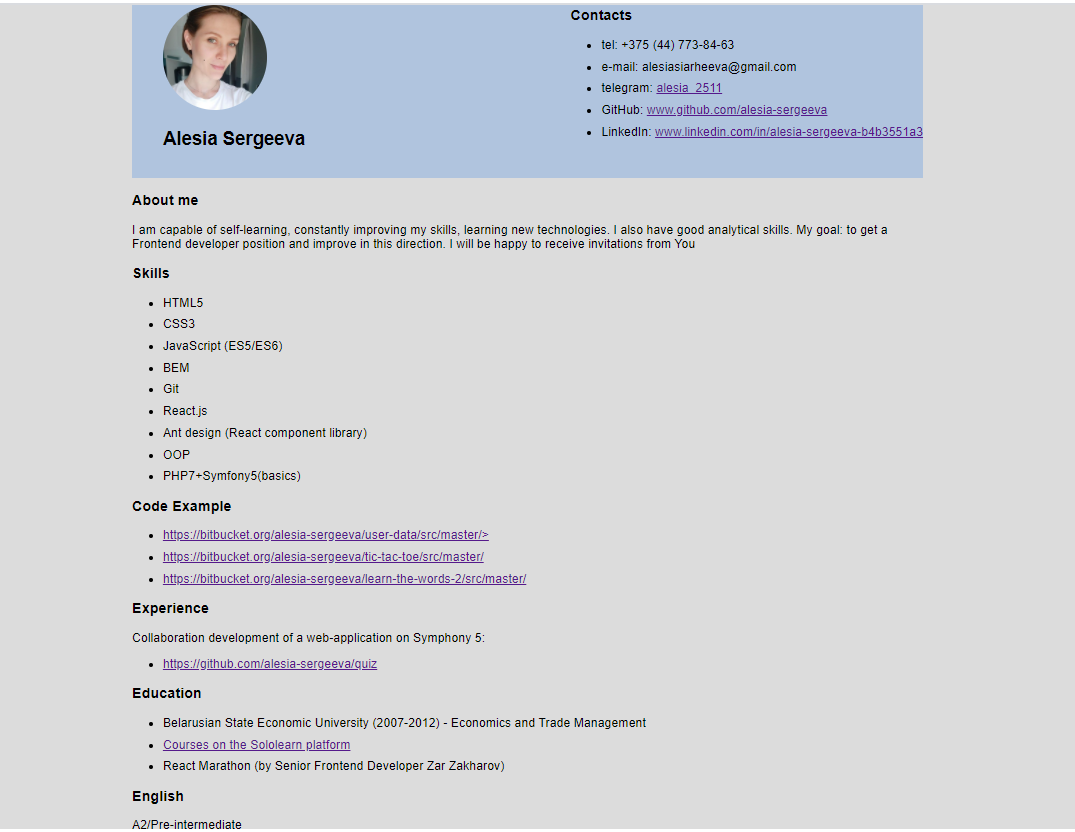 Alesia Sergeeva
Contacts
tel: +375 (44) 773-84-63
e-mail: alesiasiarheeva@gmail.com
telegram: alesia_2511
GitHub: www.github.com/alesia-sergeeva
LinkedIn: www.linkedin.com/in/alesia-sergeeva-b4b3551a3
About me
I am capable of self-learning, constantly improving my skills, learning new technologies. I also have good analytical skills. My goal: to get a
Frontend developer position and improve in this direction. I will be happy to receive invitations from You
Skills
HTML5
CSS3
JavaScript (ES5/ES6)
BEM
Git
React.js
Ant design (React component library)
OOP
PHP7+Symfony5(basics)
Code Example
https://bitbucket.org/alesia-sergeeva/user-data/src/master/>
https://bitbucket.org/alesia-sergeeva/tic-tac-toe/src/master/
https://bitbucket.org/alesia-sergeeva/learn-the-words-2/src/master/
Experience
Collaboration development of a web-application on Symphony 5:
https://github.com/alesia-sergeeva/quiz
Education
Belarusian State Economic University (2007-2012) - Economics and Trade Management
Courses on the Sololearn platform
React Marathon (by Senior Frontend Developer Zar Zakharov)
English
A2/Pre-intermediate